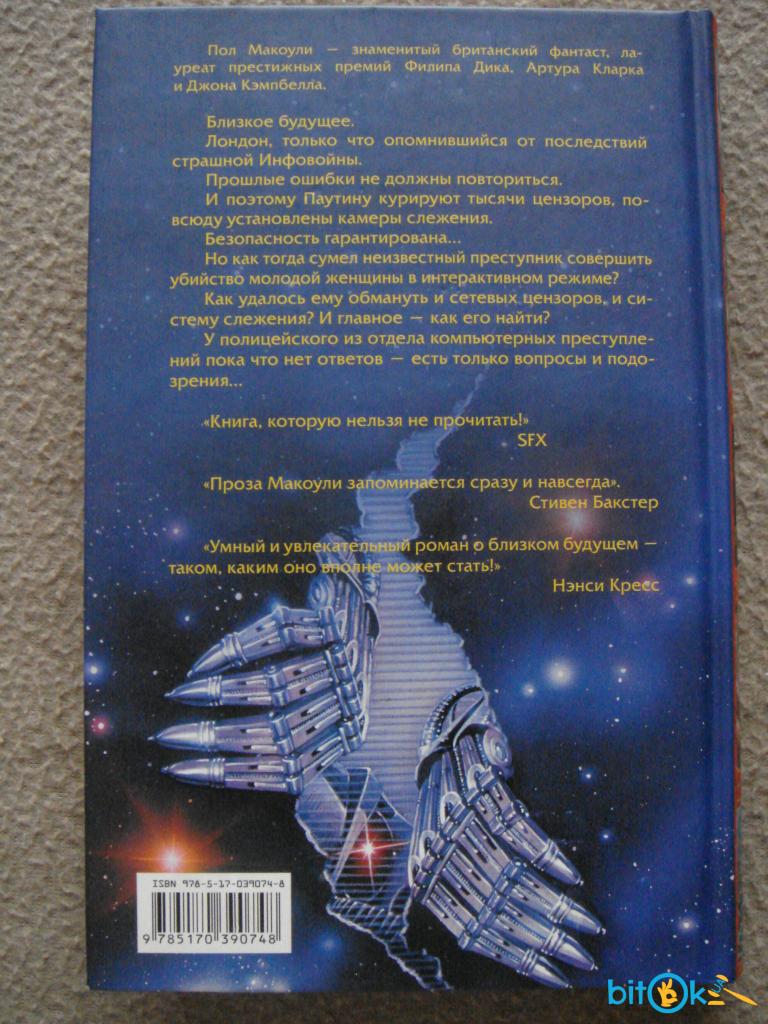 Пол Макоули — знаменитый британский фантаст, ла-
уреат престижных премий Филипа Дика, Артура Кларка
и Джона Кэмпбелла.
Близкое будущее.
Лондон, только что опомнившийся от последствий
страшной Инфовойны.
Прошлые ошибки не должны повториться.
И поэтому Паутину курируют тысячи цензоров, по-
всюду установлены камеры слежения.
Безопасность гарантирована...
Но как тогда сумел неизвестный преступник совершить
убийство молодой женщины в интерактивном режиме?
Как удалось ему обмануть и сетевых цензоров, и си-
стему слежения? И главное — как его найти?
У полицейского из отдела компьютерных преступле-
ний пока что нет ответов — есть только вопросы и подо-
зрения...
«Книга, которую нельзя не прочитать!»
SFX
«Проза Макоули запоминается сразу и навсегда».
Стивен Бакстер
«Умный и увлекательный роман о близком будущем —
таком, каким оно вполне может стать!»
Нэнси Кресс
ISBN 978-5-17-039074-8
9 785170 390748
bitOk UA